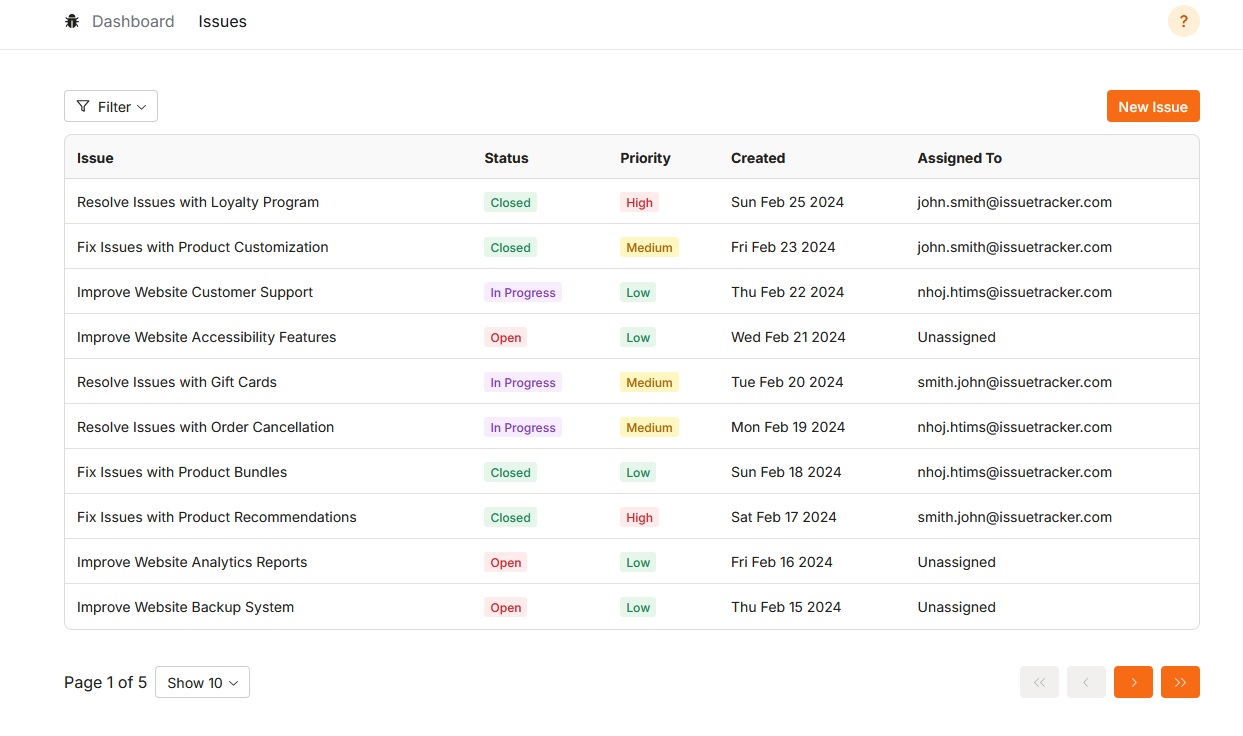 Dashboard Issues ?
Filter New Issue
Issue Status Priority Created Assigned To
Resolve Issues with Loyalty Program Closed High Sun Feb 25 2024 john.smith@issuetracker.com
Fix Issues with Product Customization Closed Medium Fri Feb 23 2024 john.smith@issuetracker.com
Improve Website Customer Support In Progress Low Thu Feb 22 2024 nhoj.htims@issuetracker.com
Improve Website Accessibility Features Open Low Wed Feb 21 2024 Unassigned
Resolve Issues with Gift Cards In Progress Medium Tue Feb 20 2024 smith.john@issuetracker.com
Resolve Issues with Order Cancellation In Progress Medium Mon Feb 19 2024 nhoj.htims@issuetracker.com
Fix Issues with Product Bundles Closed Low Sun Feb 18 2024 nhoj.htims@issuetracker.com
Fix Issues with Product Recommendations Closed High Sat Feb 17 2024 smith.john@issuetracker.com
Improve Website Analytics Reports Open Low Fri Feb 16 2024 Unassigned
Improve Website Backup System Open Low Thu Feb 15 2024 Unassigned
Page 1 of 5 Show 10